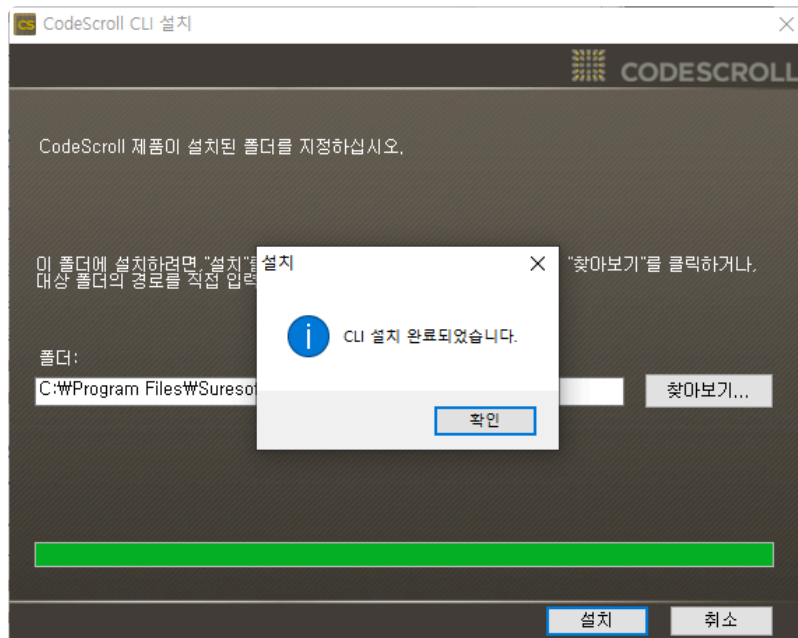 CodeScroll CLI 설치
CODESCROLL
CodeScroll 제품이 설치된 폴더를 지정하십시오.
이 폴더에 설치하려면,"설치"를 "찾아보기"를 클릭하거나,
대상 폴더의 경로를 직접 입력
설치
CLI 설치 완료되었습니다.
확인
폴더:
C:₩Program Files₩Suresof
찾아보기...
설치
취소